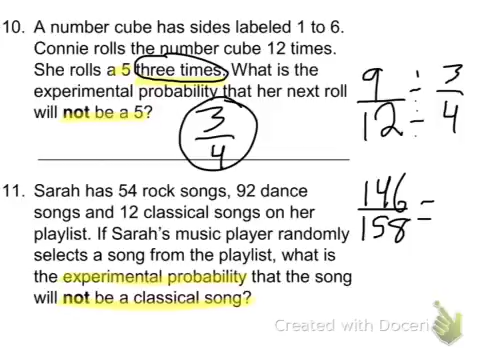 10. A number cube has sides labeled 1 to 6.
Connie rolls the number cube 12 times.
She rolls a 5 three times. What is the
experimental probability that her next roll
will not be a 5?
3/4
9/12 ÷ = 3/4
11. Sarah has 54 rock songs, 92 dance
songs and 12 classical songs on her
playlist. If Sarah's music player randomly
selects a song from the playlist, what is
the experimental probability that the song
will not be a classical song?
146/158 =
Created with Doceri